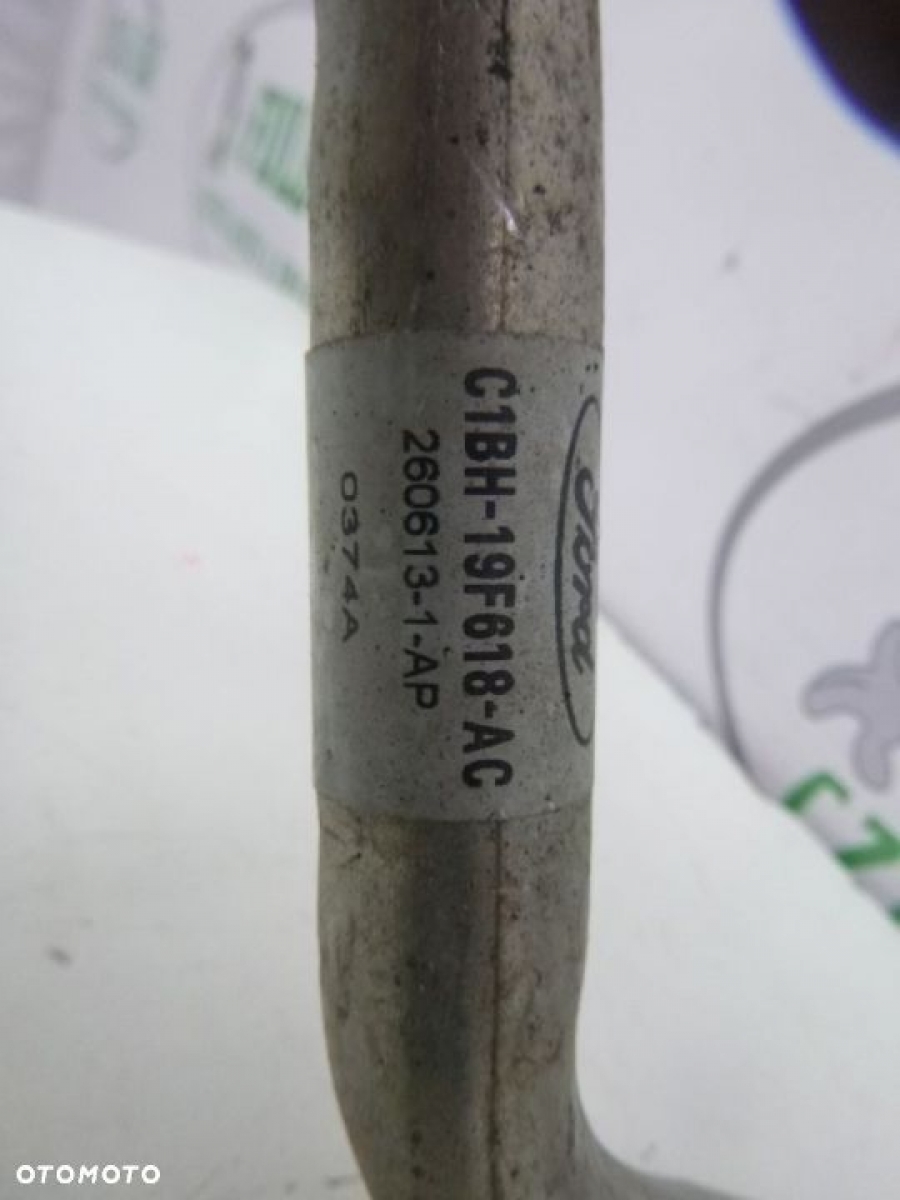 Ford
C1BH-19F618-AC
260613-1-AP
0374A
OTOMOTO